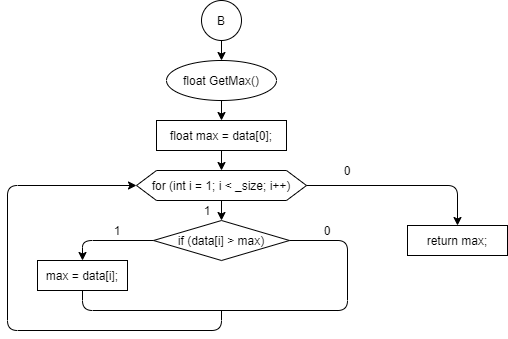 B
float GetMax()
float max = data[0];
for (int i = 1; i < _size; i++)
0
1
if (data[i] > max)
1
0
return max;
max = data[i];